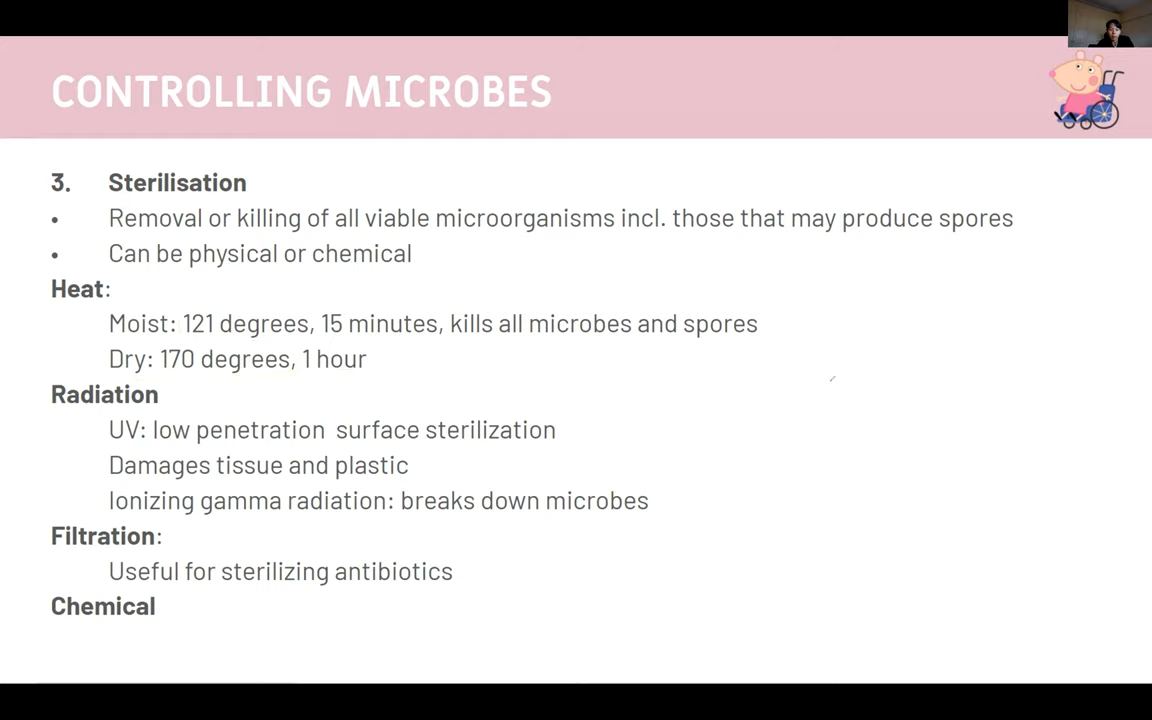 CONTROLLING MICROBES
3. Sterilisation
• Removal or killing of all viable microorganisms incl. those that may produce spores
• Can be physical or chemical
Heat:
Moist: 121 degrees, 15 minutes, kills all microbes and spores
Dry: 170 degrees, 1 hour
Radiation
UV: low penetration surface sterilization
Damages tissue and plastic
Ionizing gamma radiation: breaks down microbes
Filtration:
Useful for sterilizing antibiotics
Chemical